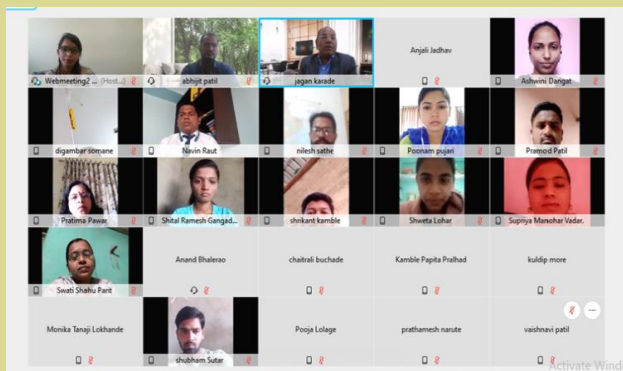 Webmeeting2 ... (Host...)
abhijit patil
jagan karade
Anjali Jadhav
Ashwini Dangat
digambar somane
Navin Raut
nilesh sathe
Poonam pujari
Pramod Patil
Pratima Pawar
Shital Ramesh Gangad...
shrikant kamble
Shweta Lohar
Supriya Manohar Vadar.
Swati Shahu Parit
Anand Bhalerao
chaitrali buchade
Kamble Papita Pralhad
kuldip more
Monika Tanaji Lokhande
shubham Sutar
Pooja Lolage
prathamesh narute
vaishnavi patil
Activate Wind